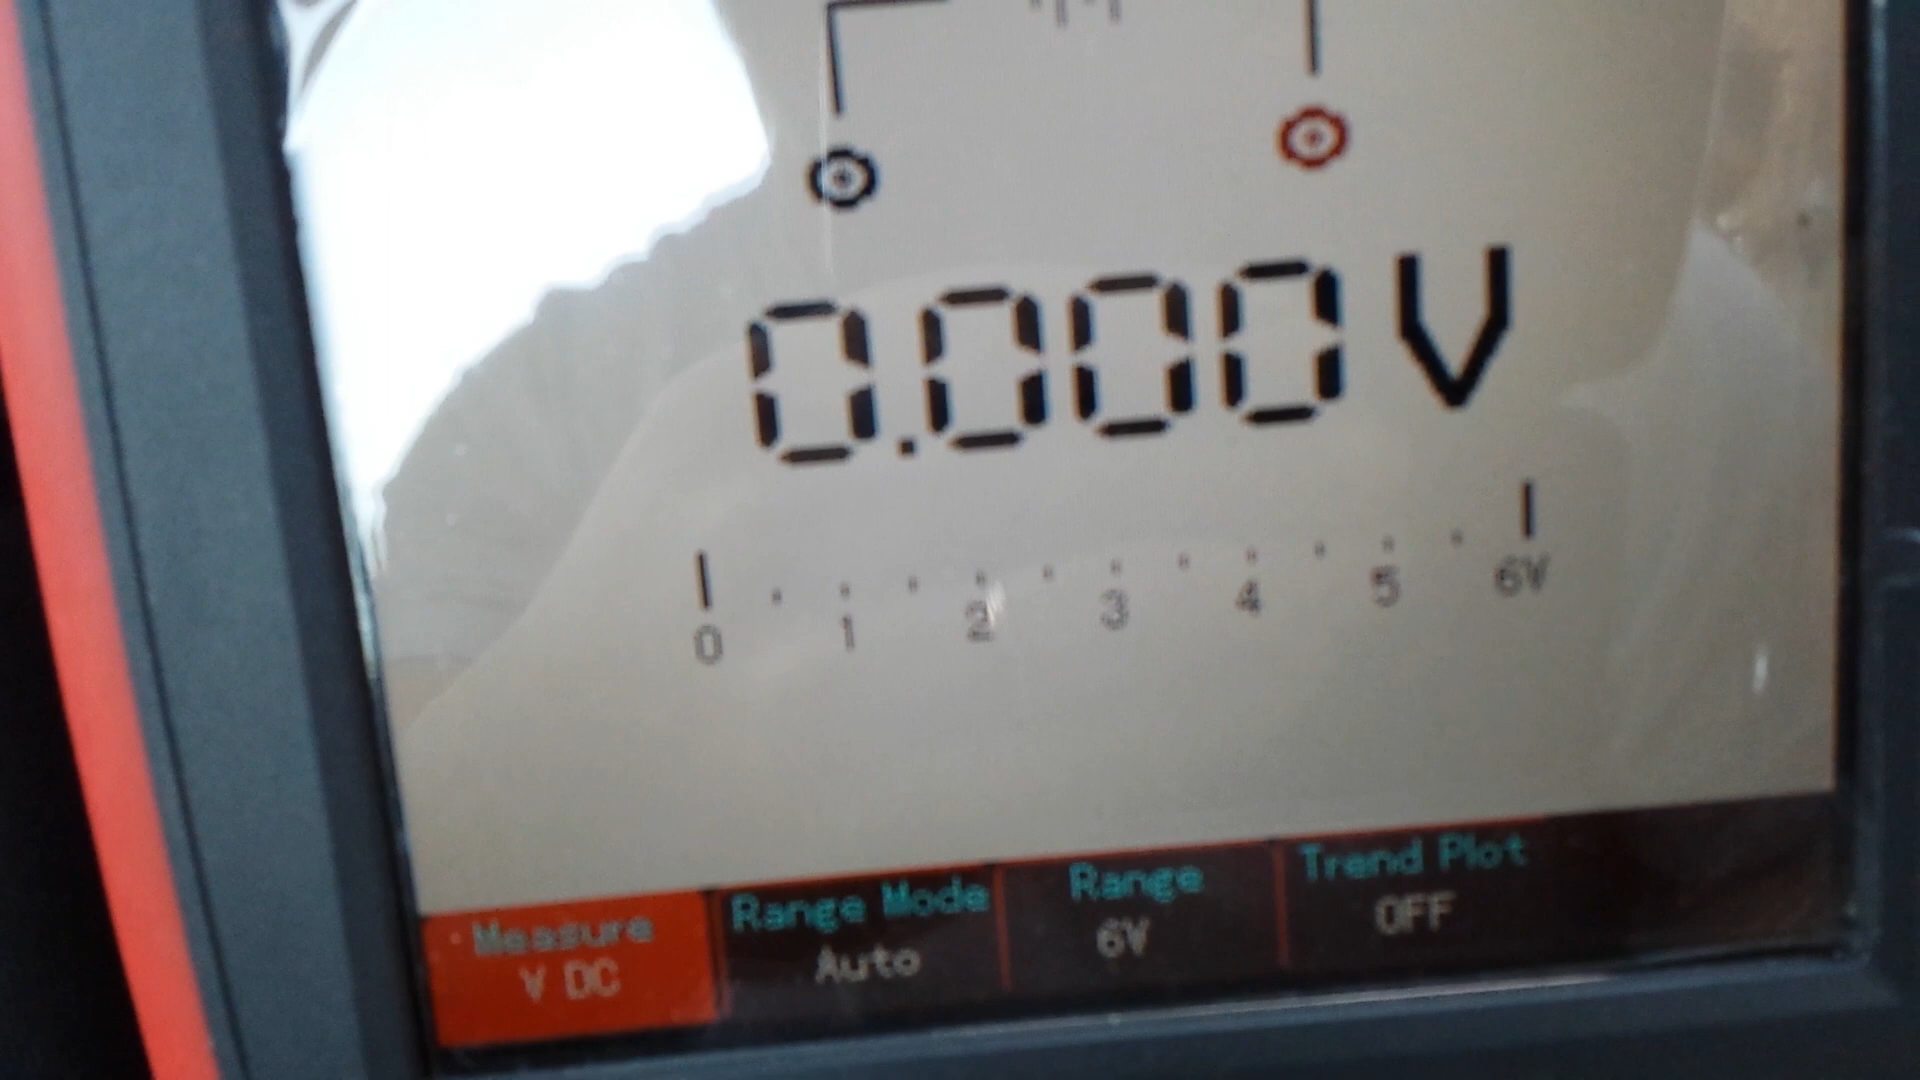 0.000 V
0 1 2 3 4 5 6V
Measure Range Mode Range Trend Plot
V DC Auto 6V OFF